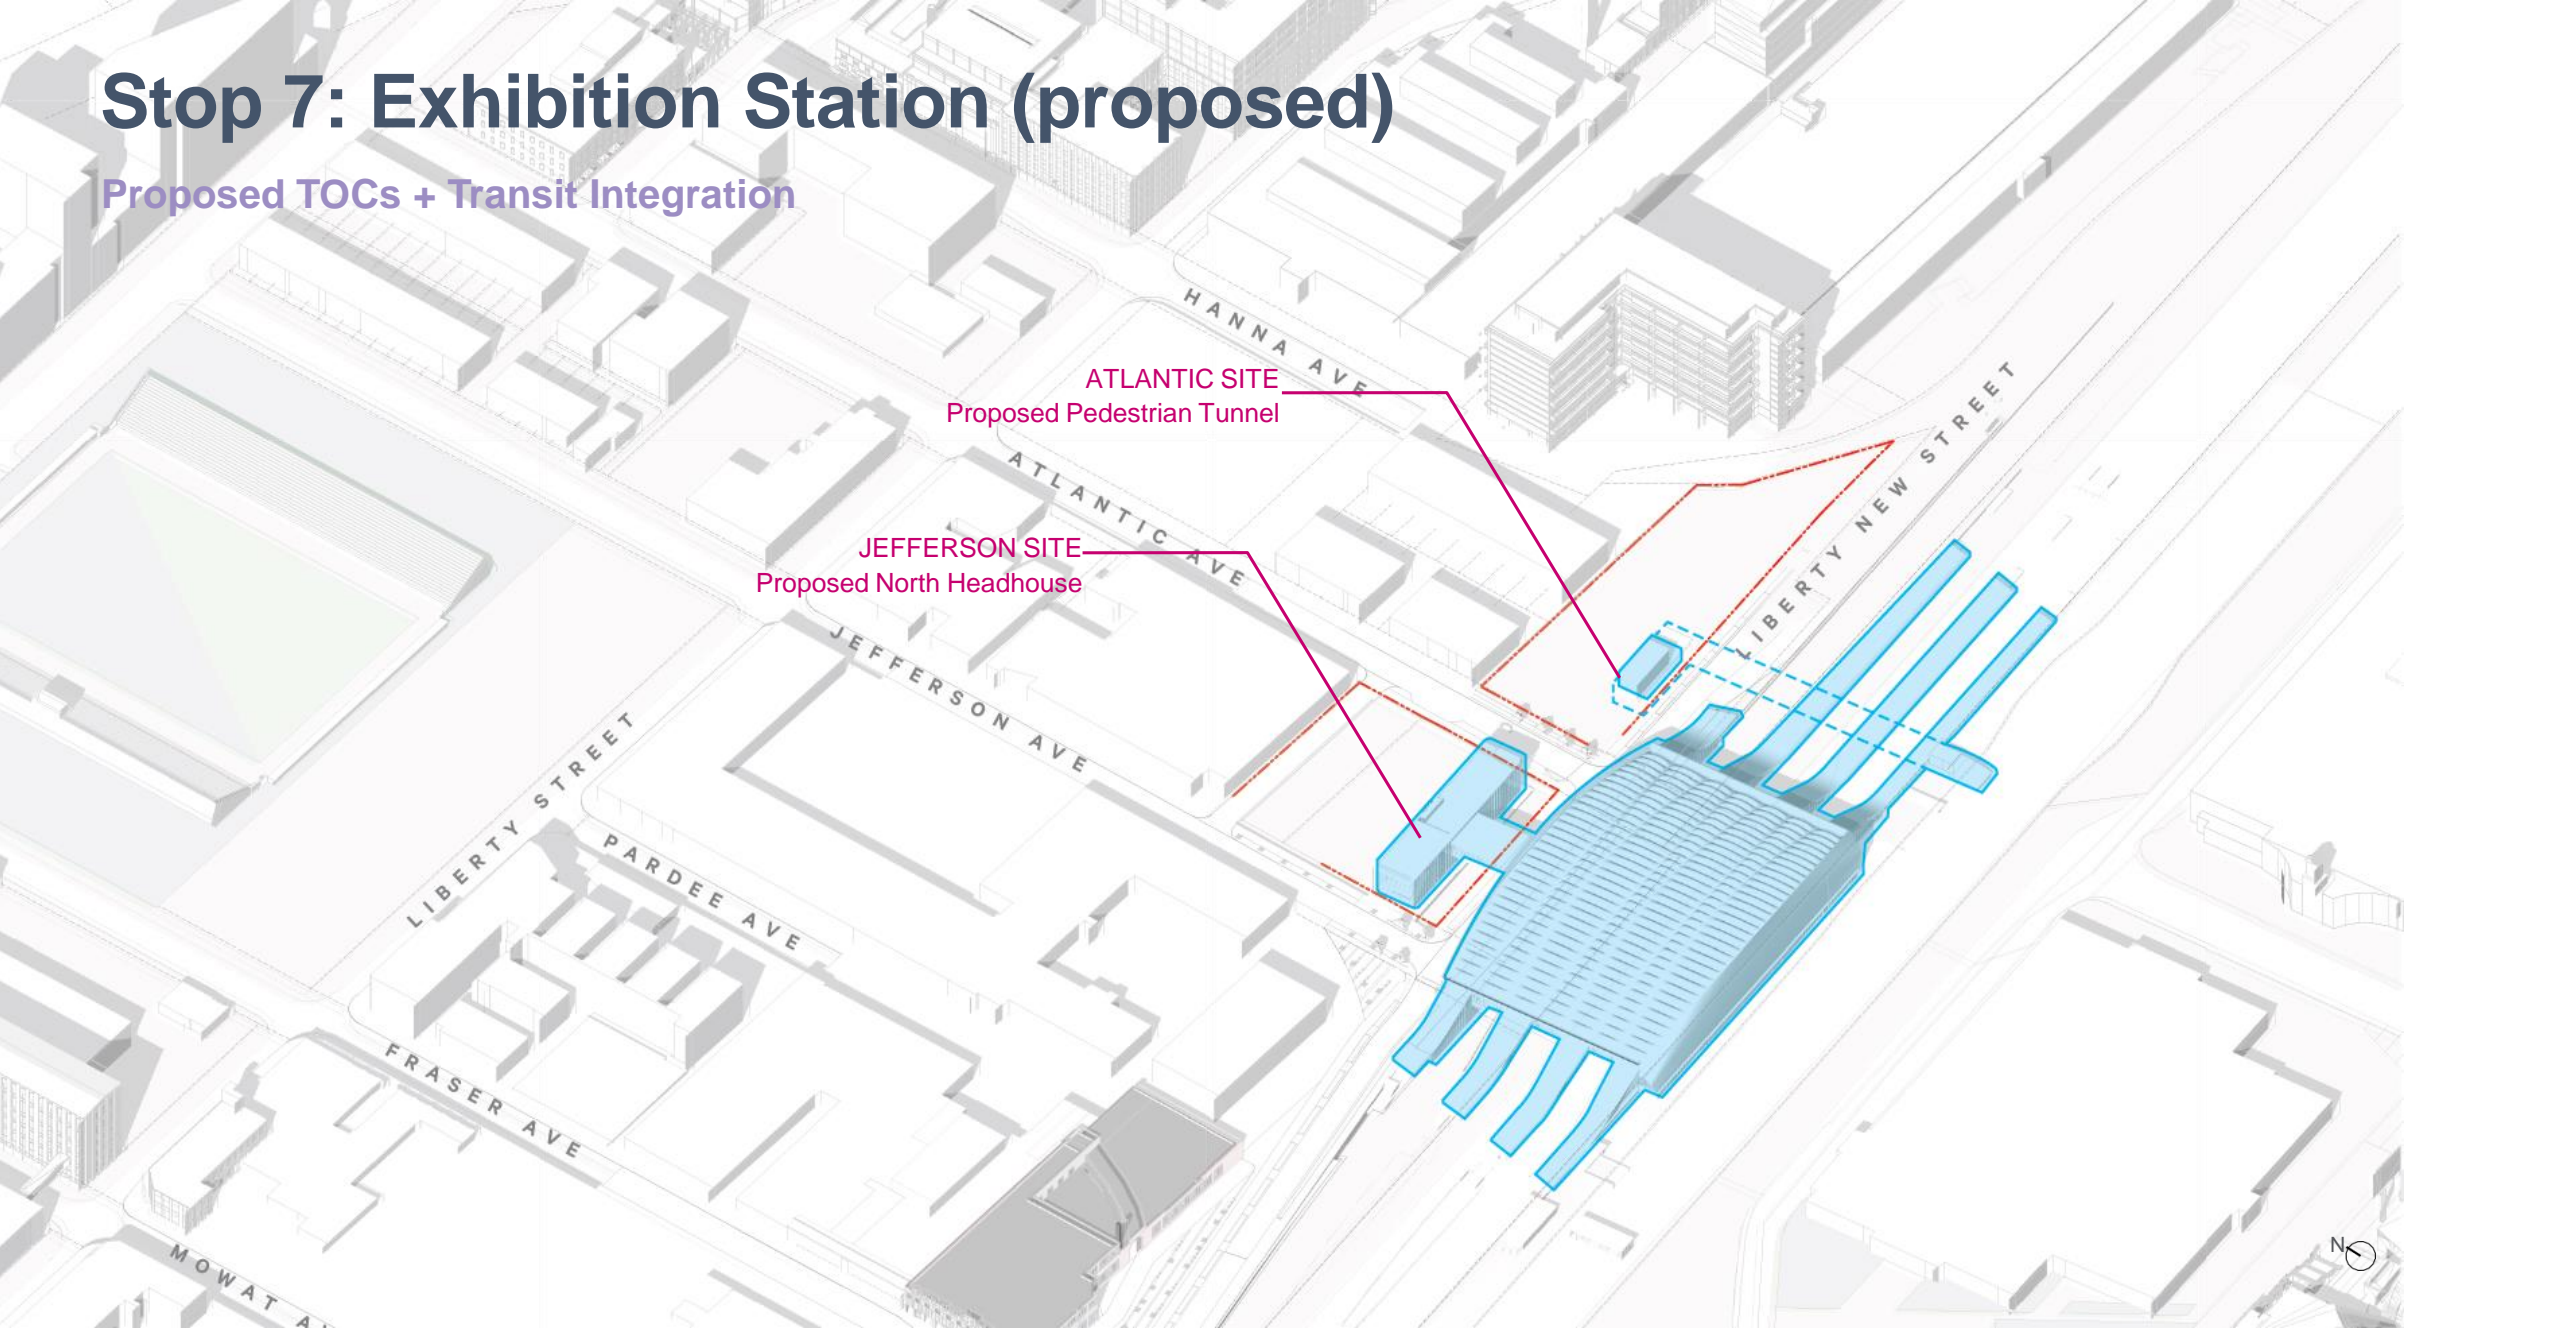 Stop 7: Exhibition Station (proposed)
Proposed TOCs + Transit Integration
HANNA AVE
ATLANTIC SITE
Proposed Pedestrian Tunnel
LIBERTY NEW STREET
ATLANTIC AVE
JEFFERSON SITE
Proposed North Headhouse
JEFFERSON AVE
LIBERTY STREET
PARDEE AVE
FRASER AVE
MOWAT
N